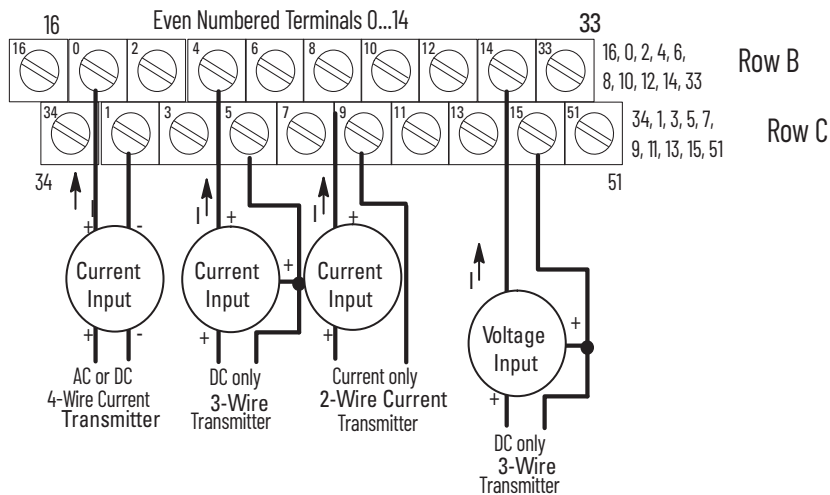 16
Even Numbered Terminals 0...14
33
16 0 2 4 6 8 10 12 14 33
16, 0, 2, 4, 6,
8, 10, 12, 14, 33
Row B
34 1 3 5 7 9 11 13 15 51
34, 1, 3, 5, 7,
9, 11, 13, 15, 51
Row C
34
51
I
+ -
Current
Input
+ -
AC or DC
4-Wire Current
Transmitter
I
+
Current
Input
+
+
DC only
3-Wire
Transmitter
I
+
Current
Input
+
Current only
2-Wire Current
Transmitter
I
Voltage
Input
+
+
DC only
3-Wire
Transmitter